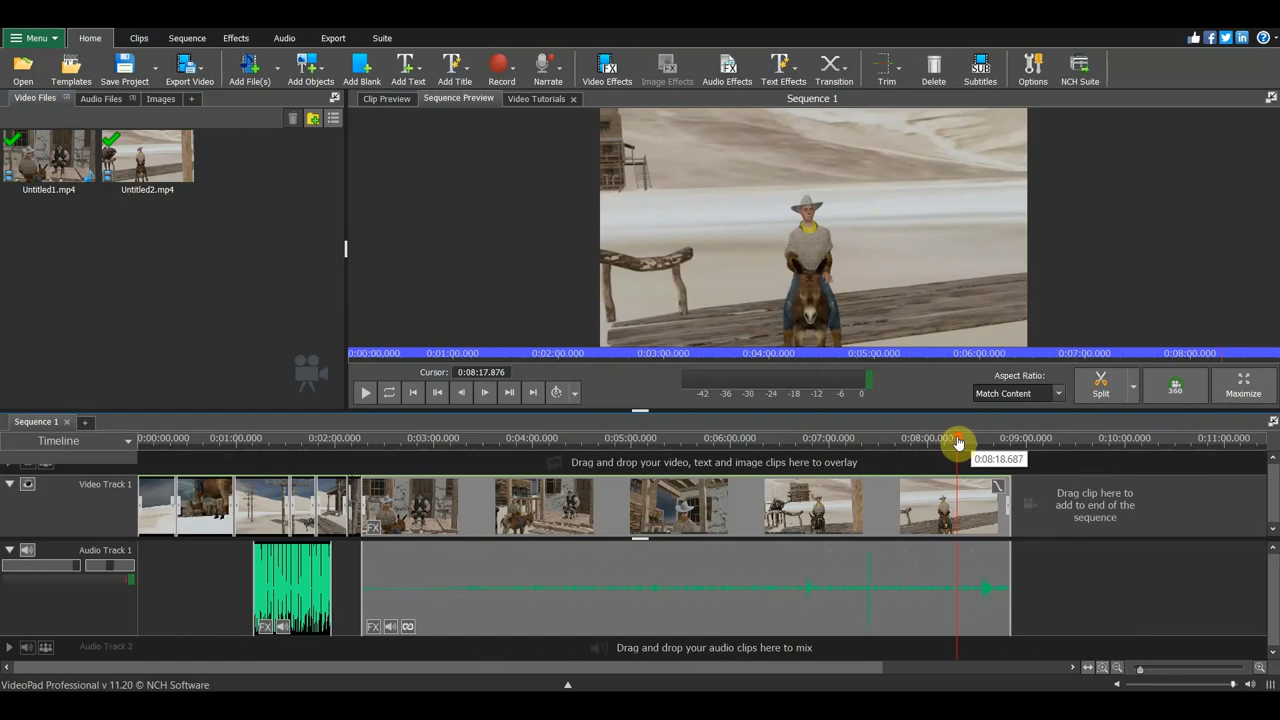 Menu Home Clips Sequence Effects Audio Export Suite
Open Templates Save Project Export Video Add File(s) Add Objects Add Blank Add Text Add Title Record Narrate Video Effects Image Effects Audio Effects Text Effects Transition Trim Delete Subtitles Options NCH Suite
Video Files (2) Audio Files (3) Images + Clip Preview Sequence Preview Video Tutorials
Sequence 1
Untitled1.mp4 Untitled2.mp4
0:00:00.000 0:01:00.000 0:02:00.000 0:03:00.000 0:04:00.000 0:05:00.000 0:06:00.000 0:07:00.000 0:08:00.000
Cursor: 0:08:17.876
Aspect Ratio:
Match Content
-42 -36 -30 -24 -18 -12 -6 0
Split 360 Maximize
Sequence 1
Timeline
0:00:00.000 0:01:00.000 0:02:00.000 0:03:00.000 0:04:00.000 0:05:00.000 0:06:00.000 0:07:00.000 0:08:00.000 0:09:00.000 0:10:00.000 0:11:00.000
0:08:18.687
Drag and drop your video, text and image clips here to overlay
Video Track 1
FX
Drag clip here to
add to end of the
sequence
Audio Track 1
FX FX
Audio Track 2
Drag and drop your audio clips here to mix
VideoPad Professional v 11.20 © NCH Software